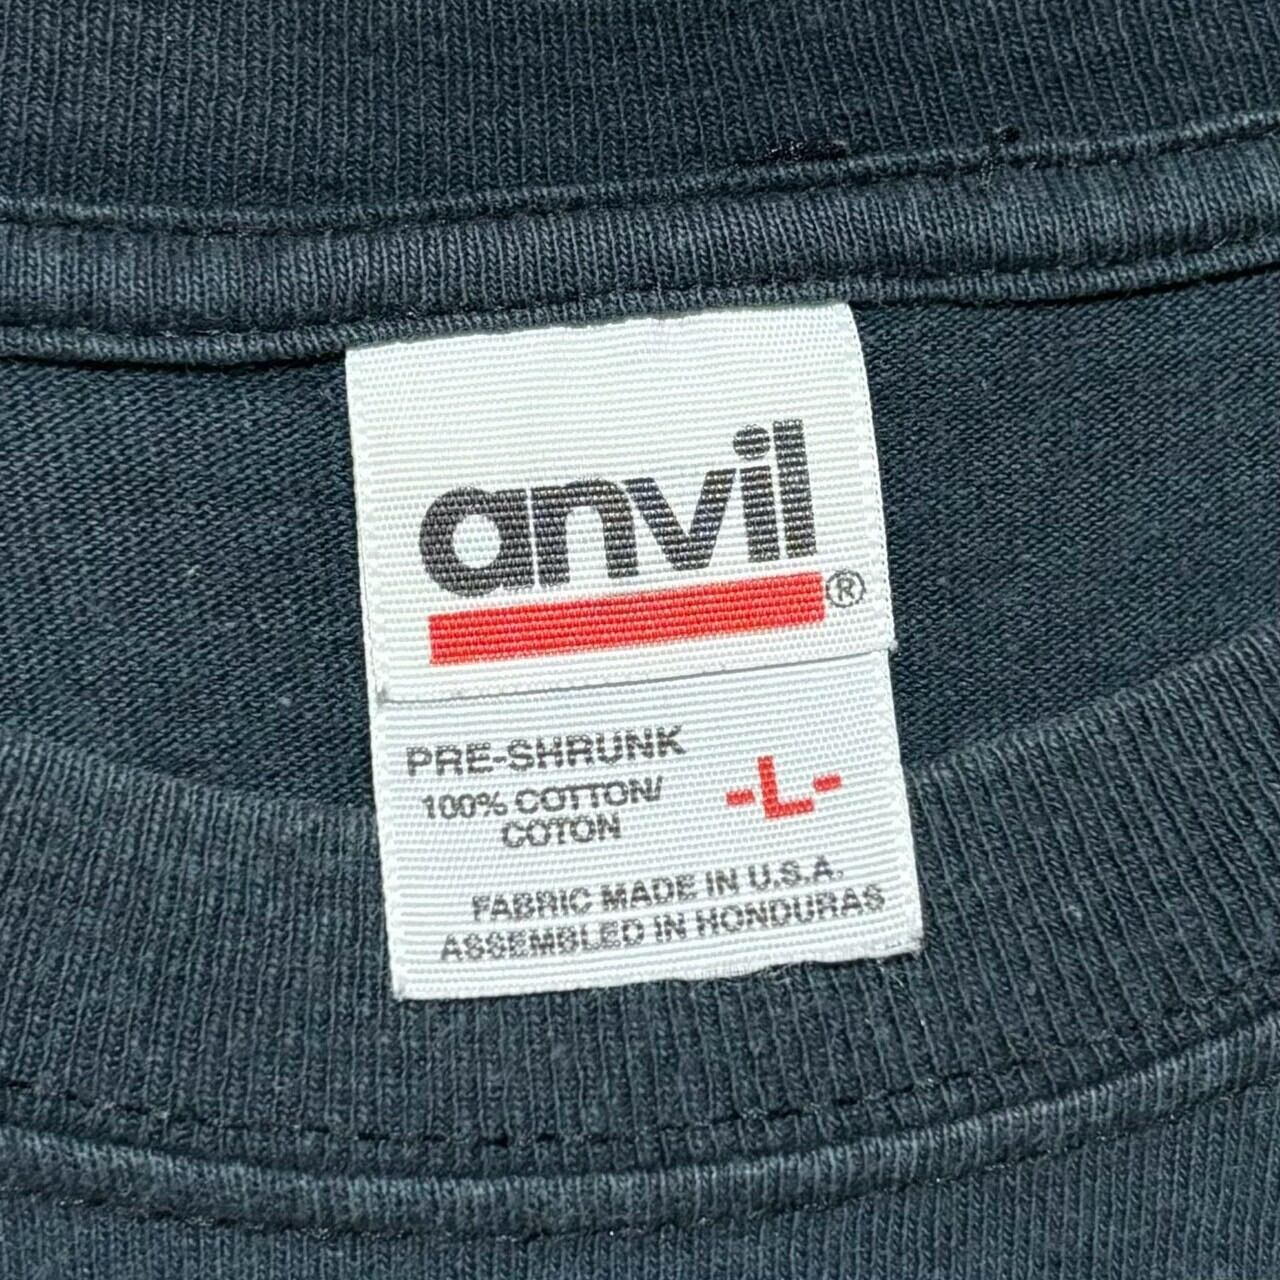 anvil®
PRE-SHRUNK
100% COTTON/
COTON
-L-
FABRIC MADE IN U.S.A.
ASSEMBLED IN HONDURAS